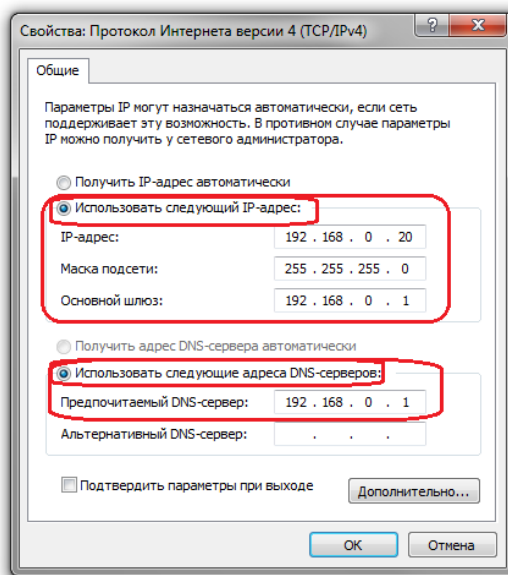 Свойства: Протокол Интернета версии 4 (TCP/IPv4)
? X
Общие
Параметры IP могут назначаться автоматически, если сеть
поддерживает эту возможность. В противном случае параметры
IP можно получить у сетевого администратора.
Получить IP-адрес автоматически
Использовать следующий IP-адрес:
IP-адрес: 192 . 168 . 0 . 20
Маска подсети: 255 . 255 . 255 . 0
Основной шлюз: 192 . 168 . 0 . 1
Получить адрес DNS-сервера автоматически
Использовать следующие адреса DNS-серверов:
Предпочитаемый DNS-сервер: 192 . 168 . 0 . 1
Альтернативный DNS-сервер: . . .
Подтвердить параметры при выходе
Дополнительно...
ОК Отмена